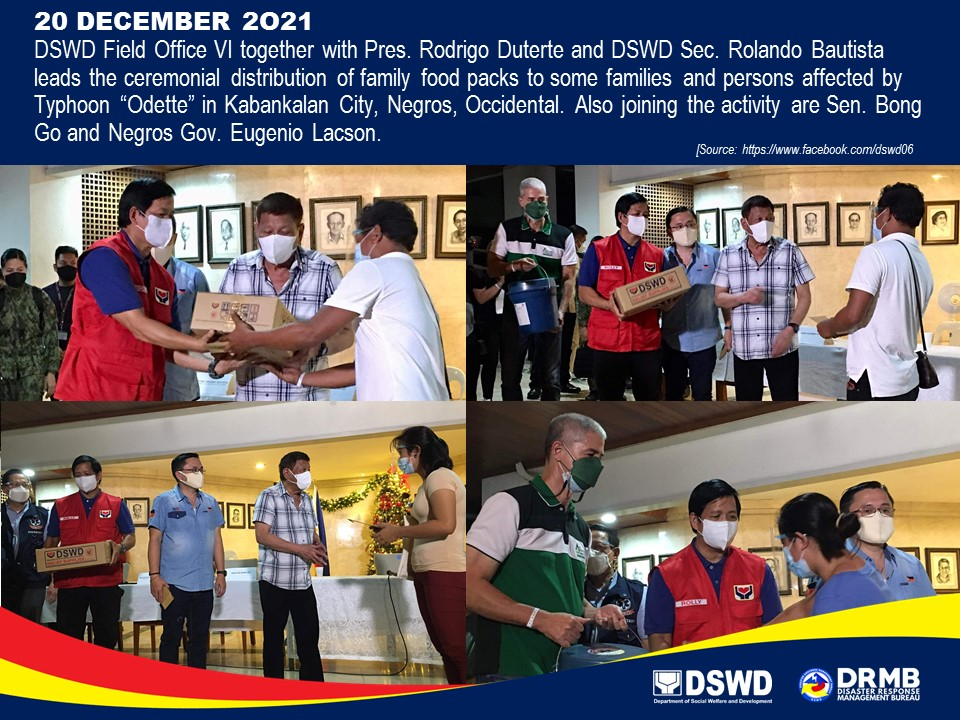 20 DECEMBER 2O21
DSWD Field Office VI together with Pres. Rodrigo Duterte and DSWD Sec. Rolando Bautista
leads the ceremonial distribution of family food packs to some families and persons affected by
Typhoon “Odette” in Kabankalan City, Negros, Occidental. Also joining the activity are Sen. Bong
Go and Negros Gov. Eugenio Lacson.
[Source: https://www.facebook.com/dswd06
HOLLY
DSWD
DSWD
HOLLY
HOLLY
DSWD
Department of Social Welfare and Development
DRMB
DISASTER RESPONSE
MANAGEMENT BUREAU